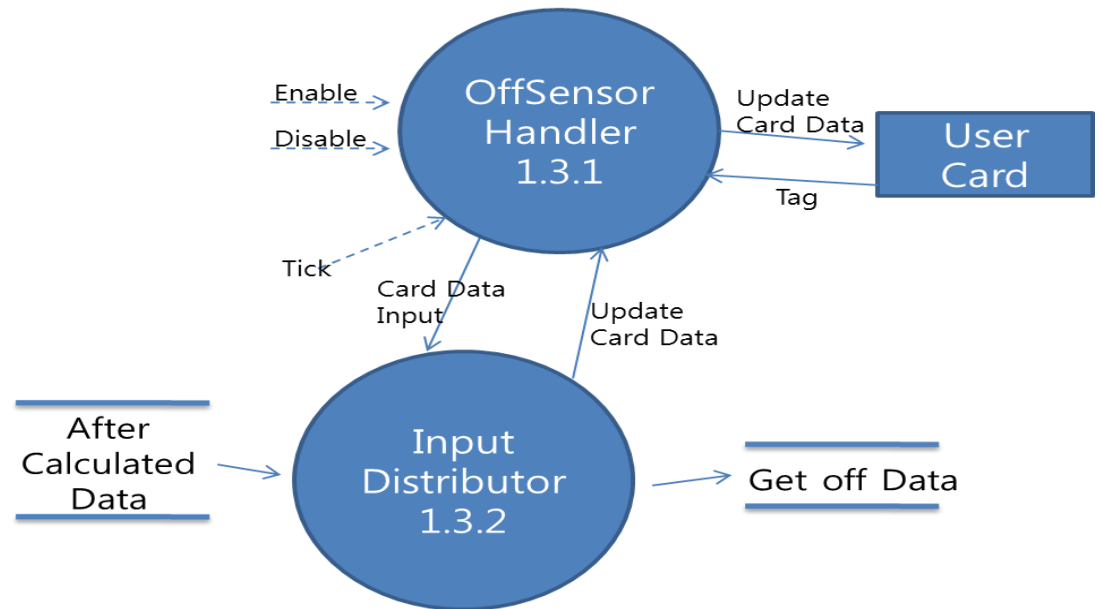 Enable
Disable
OffSensor
Handler
1.3.1
Update
Card Data
User
Card
Tag
Tick
Card Data
Input
Update
Card Data
After
Calculated
Data
Input
Distributor
1.3.2
Get off Data